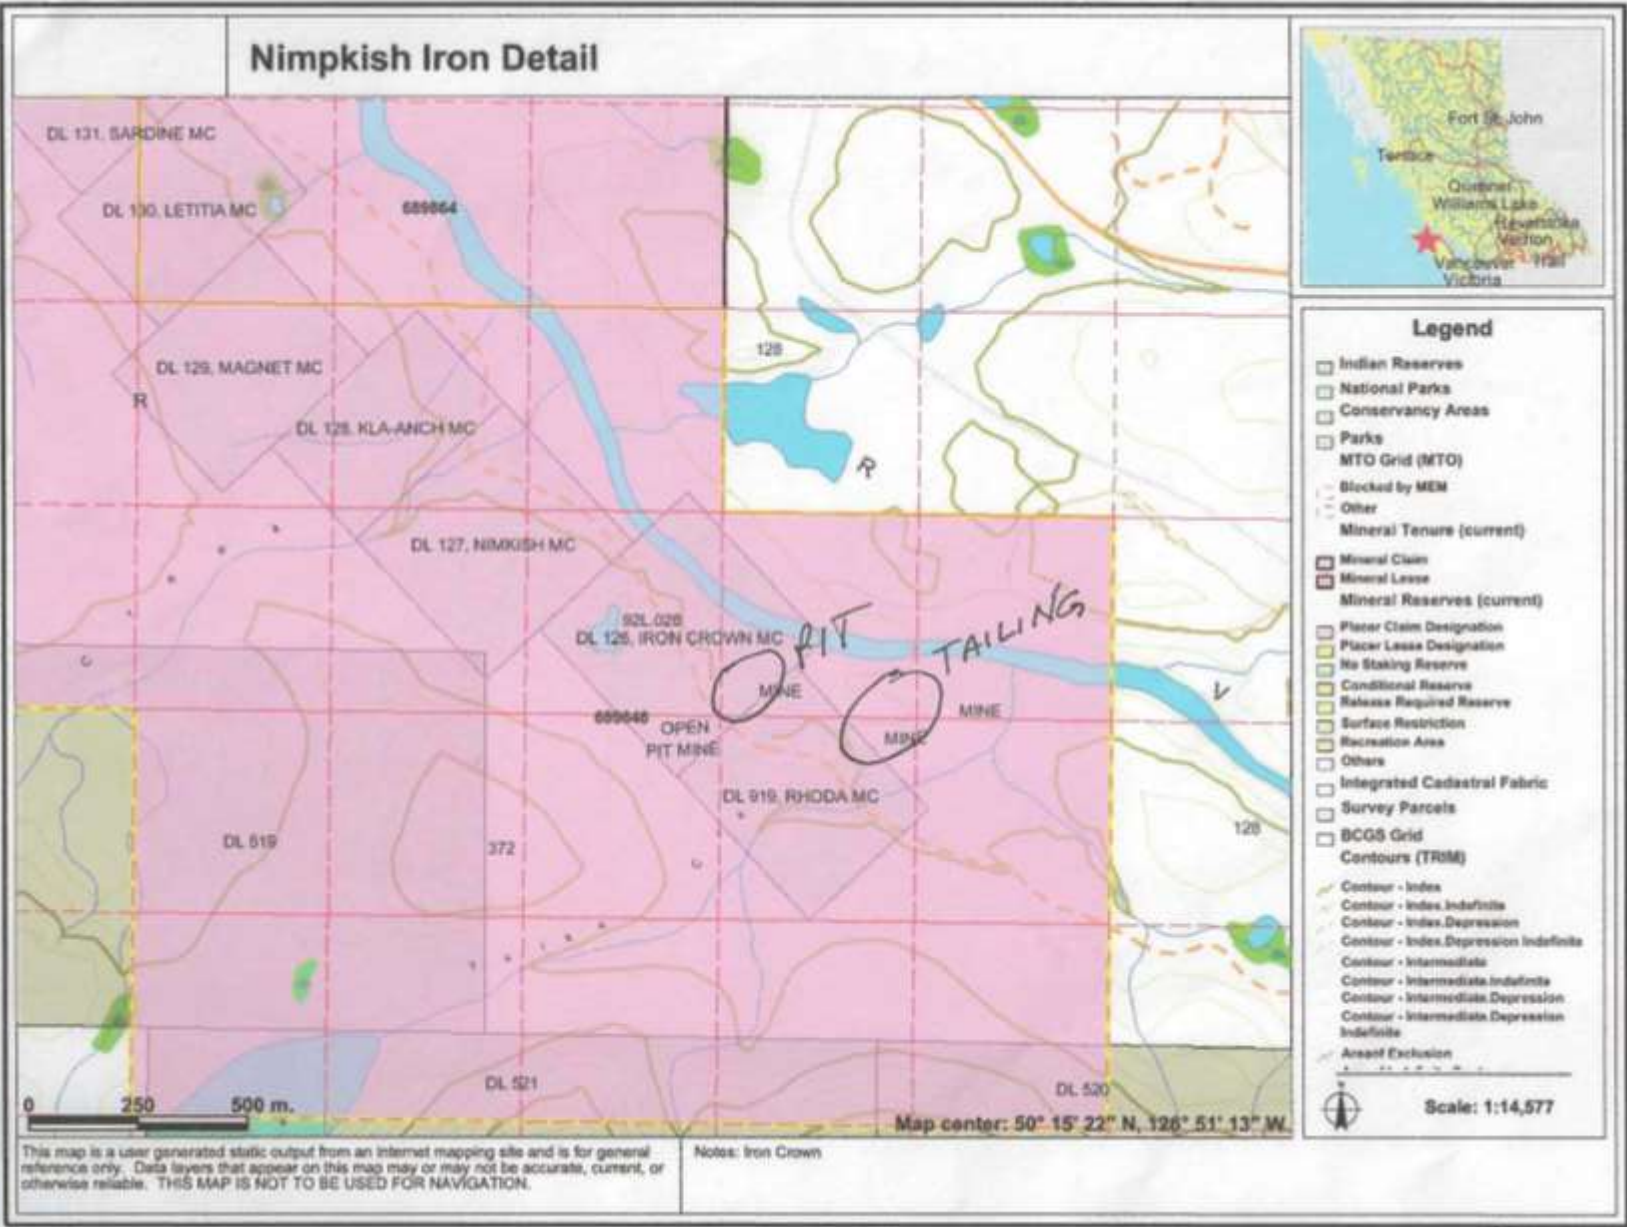 Nimpkish Iron Detail
DL 131, SARDINE MC
DL 130, LETITIA MC
689864
DL 129, MAGNET MC
R
DL 128, KLA-ANCH MC
128
R
DL 127, NIMKISH MC
92L.026
DL 126, IRON CROWN MC
PIT
TAILING
MINE
C
V
689646
OPEN
PIT MINE
MINE
MINE
DL 919, RHODA MC
DL 519
372
C
128
DL 521
DL 520
0 250 500 m.
Map center: 50° 15' 22" N, 126° 51' 13" W
Fort St. John
Terrace
Quesnel
Williams Lake
Revelstoke
Vernon
Vancouver
Trail
Victoria
Legend
Indian Reserves
National Parks
Conservancy Areas
Parks
MTO Grid (MTO)
Blocked by MEM
Other
Mineral Tenure (current)
Mineral Claim
Mineral Lease
Mineral Reserves (current)
Placer Claim Designation
Placer Lease Designation
No Staking Reserve
Conditional Reserve
Release Required Reserve
Surface Restriction
Recreation Area
Others
Integrated Cadastral Fabric
Survey Parcels
BCGS Grid
Contours (TRIM)
Contour - Index
Contour - Index.Indefinite
Contour - Index.Depression
Contour - Index.Depression Indefinite
Contour - Intermediate
Contour - Intermediate.Indefinite
Contour - Intermediate.Depression
Contour - Intermediate.Depression
Indefinite
Areaof Exclusion
Scale: 1:14,577
This map is a user generated static output from an Internet mapping site and is for general
reference only. Data layers that appear on this map may or may not be accurate, current, or
otherwise reliable. THIS MAP IS NOT TO BE USED FOR NAVIGATION.
Notes: Iron Crown